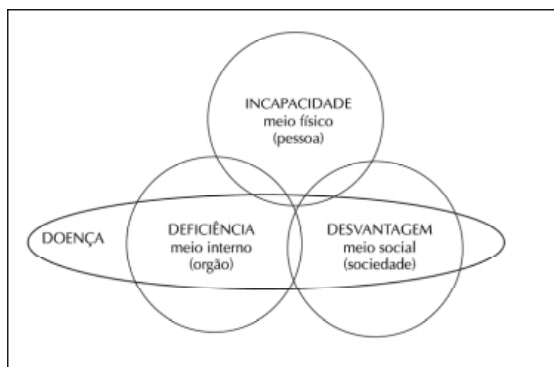 INCAPACIDADE
meio físico
(pessoa)
DOENÇA
DEFICIÊNCIA
meio interno
(orgão)
DESVANTAGEM
meio social
(sociedade)